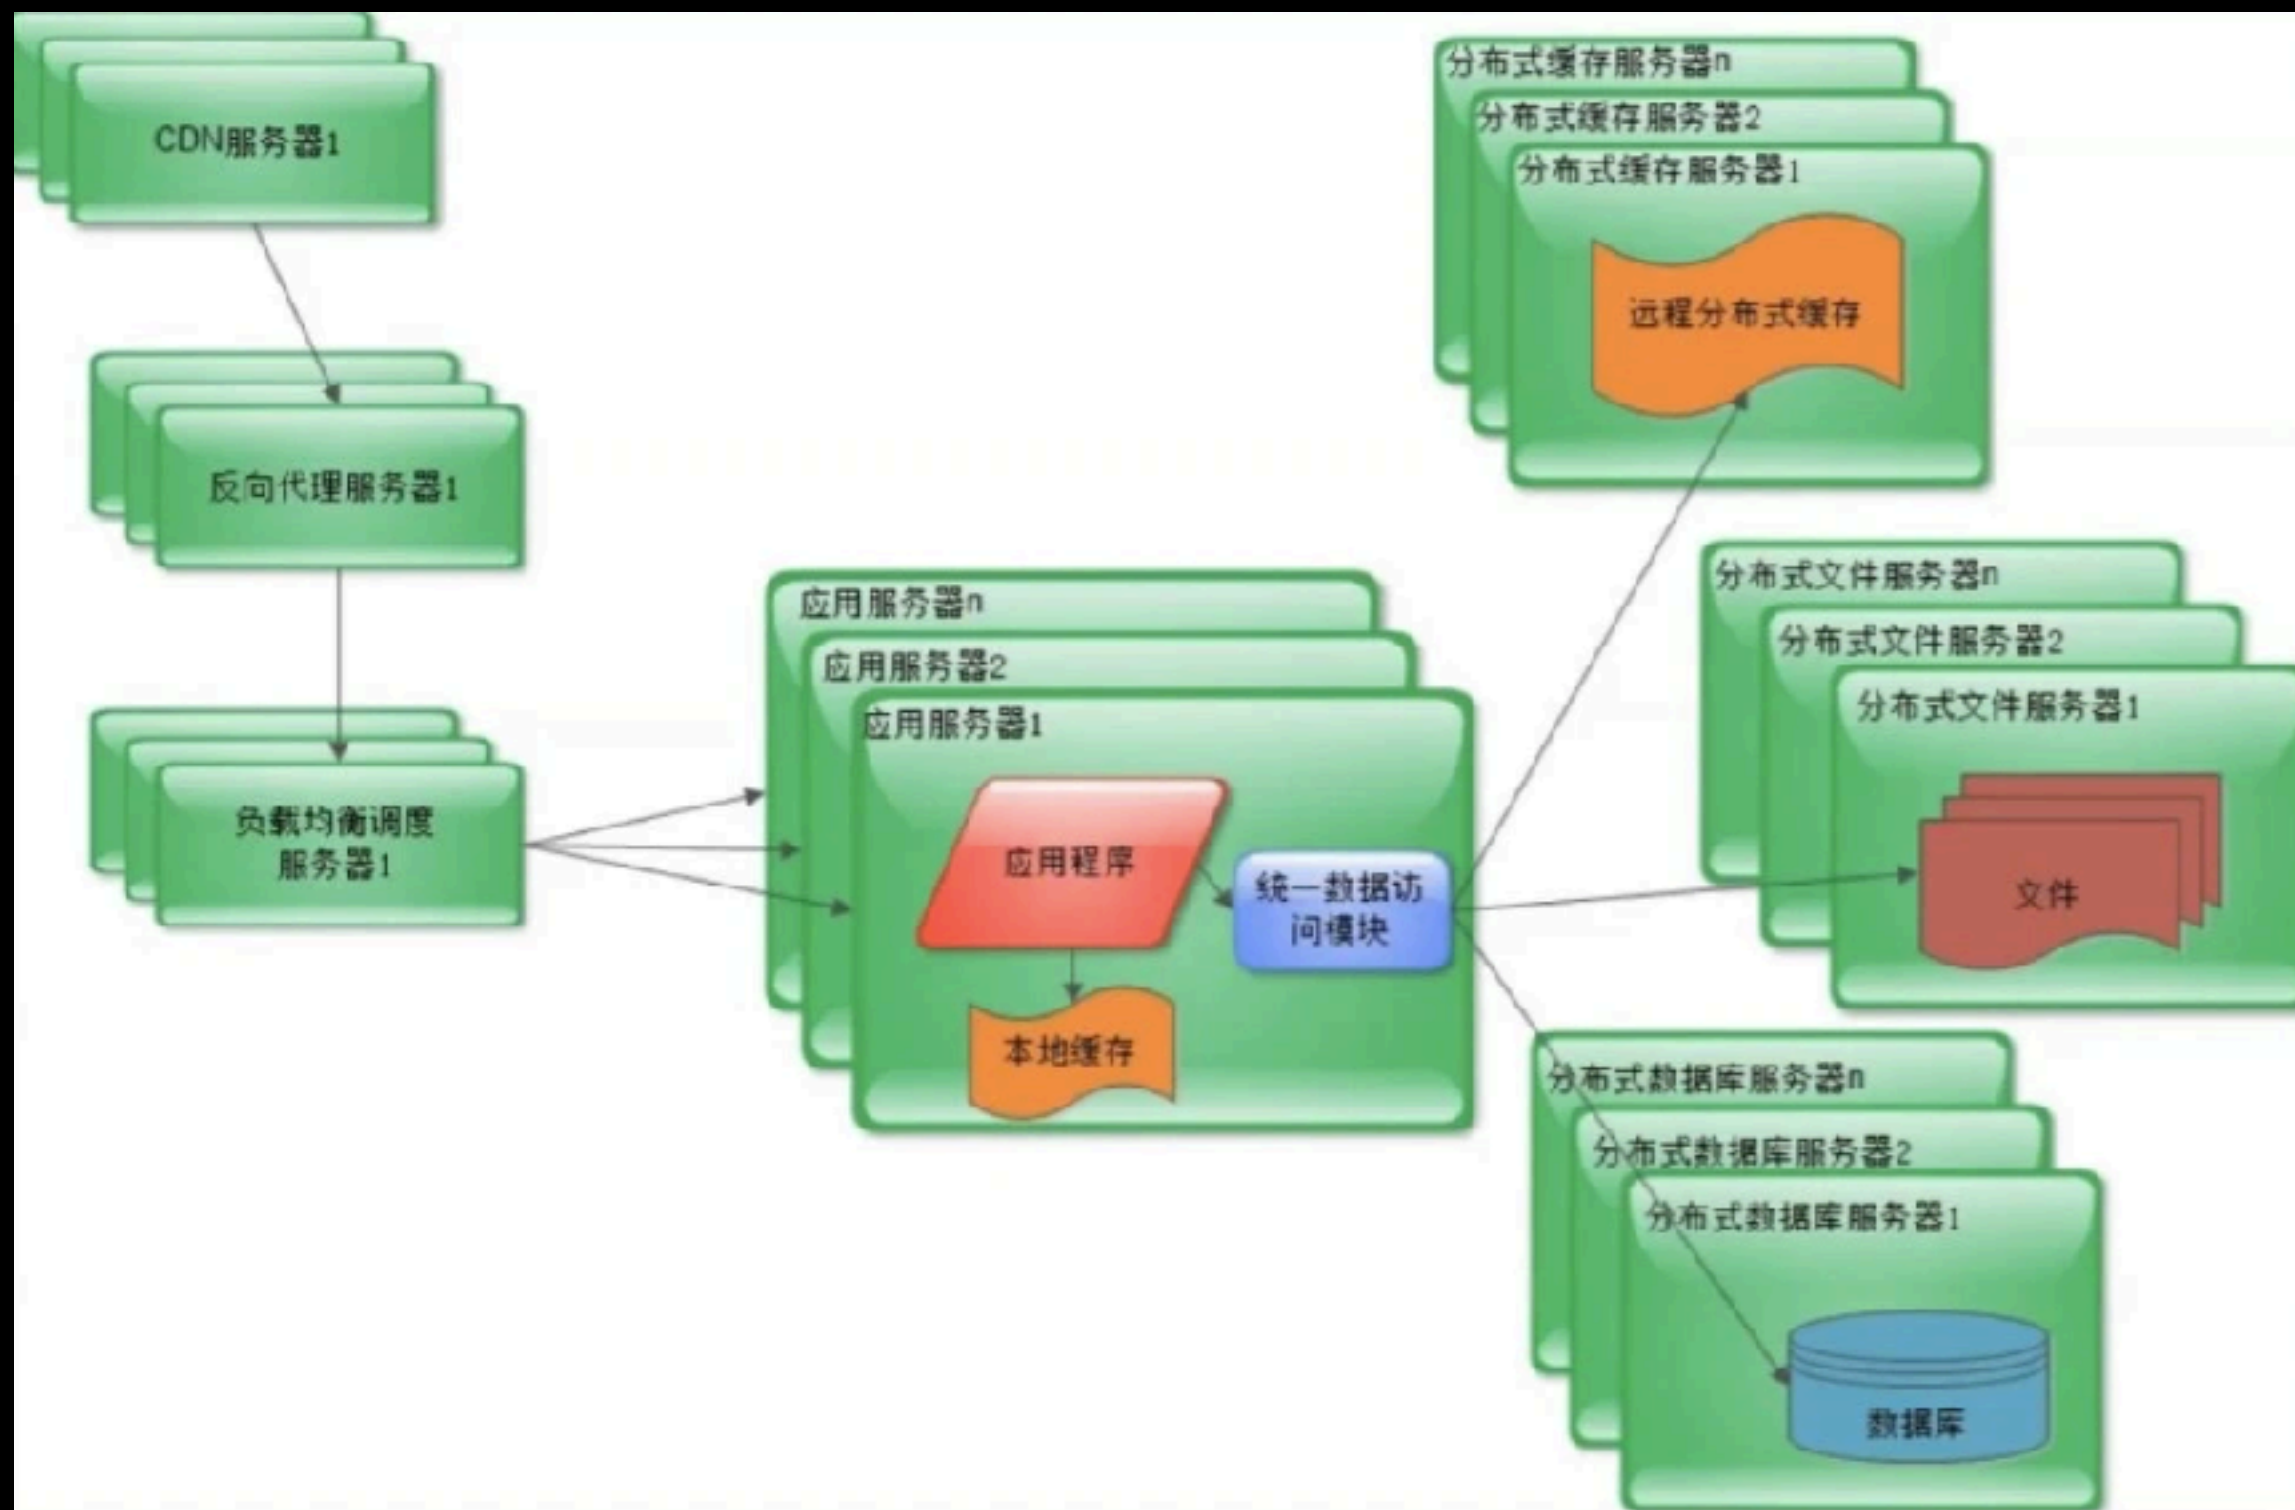 CDN服务器1
反向代理服务器1
负载均衡调度
服务器1
应用服务器n
应用服务器2
应用服务器1
应用程序
统一数据访
问模块
本地缓存
分布式缓存服务器n
分布式缓存服务器2
分布式缓存服务器1
远程分布式缓存
分布式文件服务器n
分布式文件服务器2
分布式文件服务器1
文件
分布式数据库服务器n
分布式数据库服务器2
分布式数据库服务器1
数据库